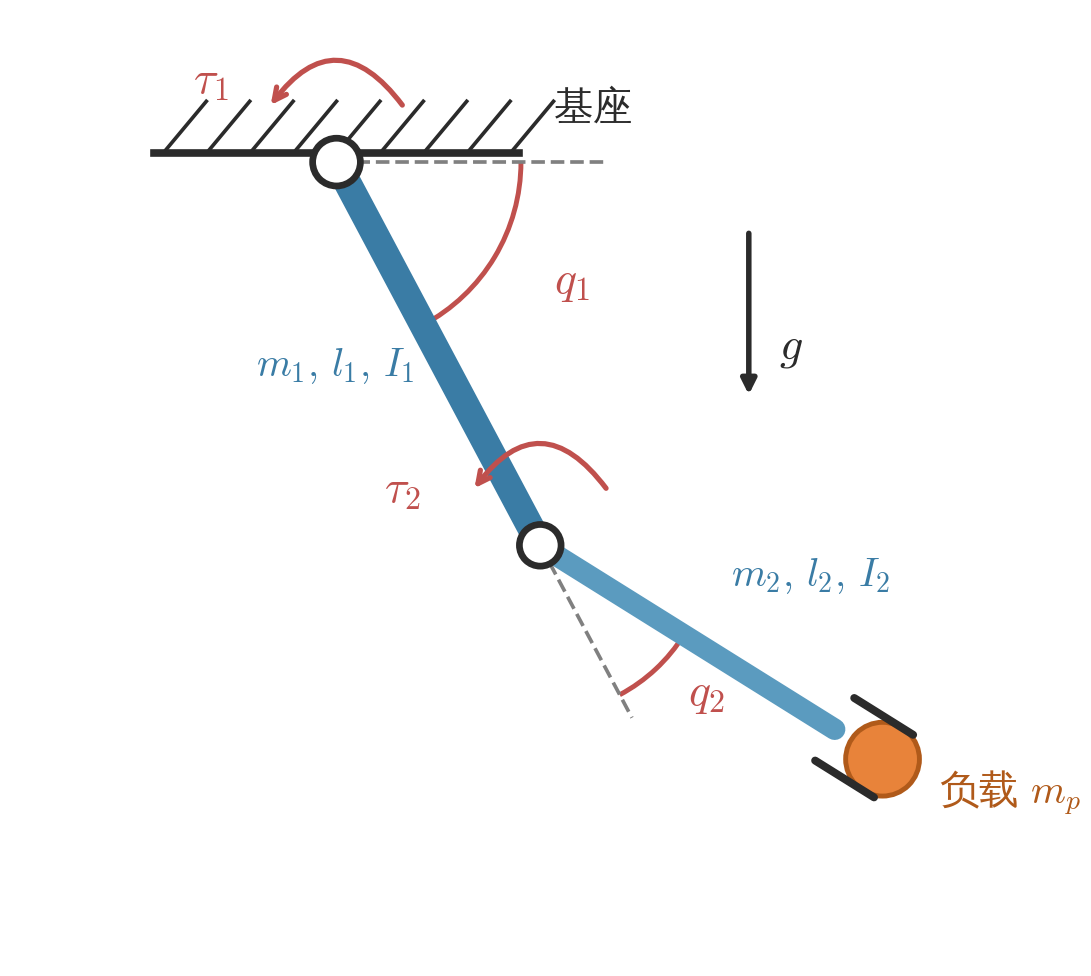 τ₁
基座
q₁
g
m₁, l₁, I₁
τ₂
m₂, l₂, I₂
q₂
负载 mₚ